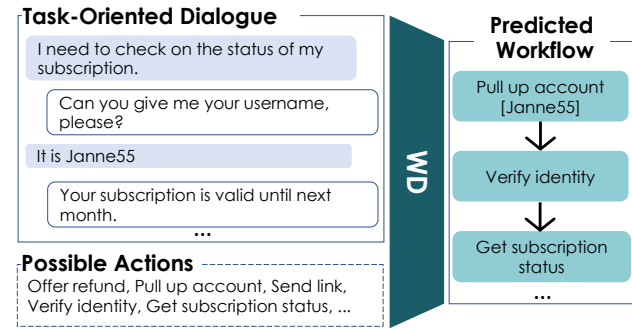 Task-Oriented Dialogue
I need to check on the status of my
subscription.
Can you give me your username,
please?
It is Janne55
Your subscription is valid until next
month.
...
Possible Actions
Offer refund, Pull up account, Send link,
Verify identity, Get subscription status, ...
WD
Predicted
Workflow
Pull up account
[Janne55]
Verify identity
Get subscription
status
...